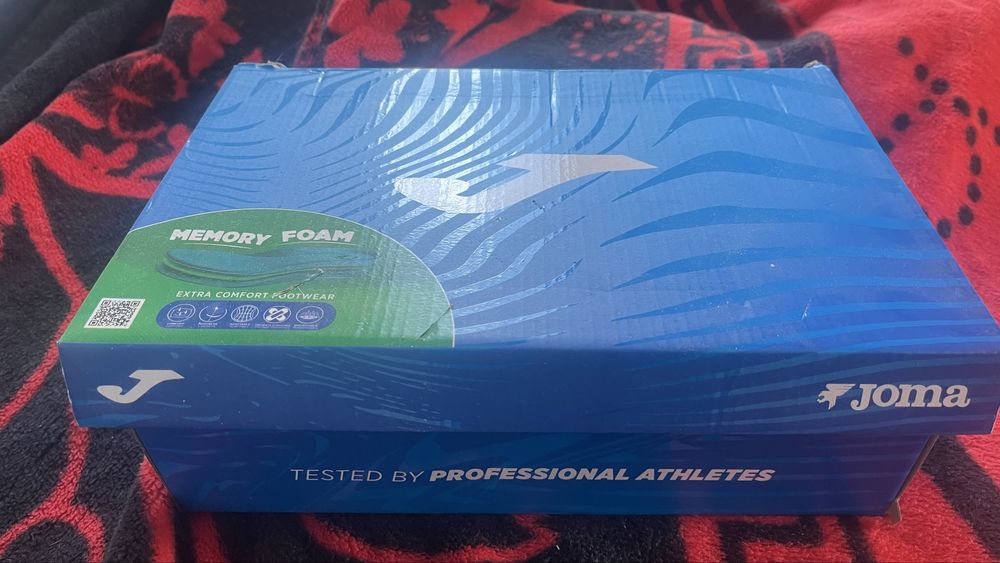 MEMORY FOAM
EXTRA COMFORT FOOTWEAR
Joma
TESTED BY PROFESSIONAL ATHLETES